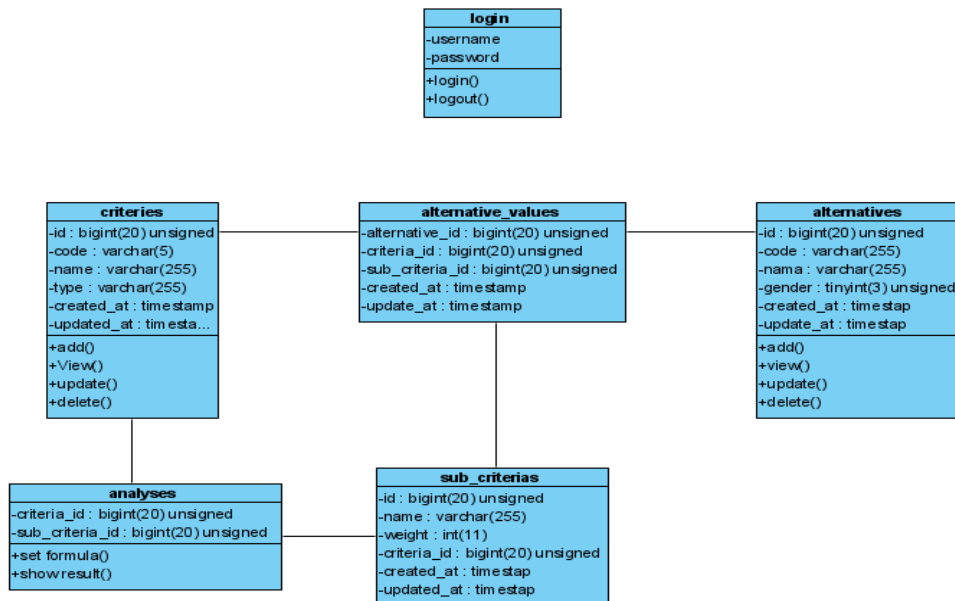 login
-username
-password
+login()
+logout()
criteries
-id : bigint(20) unsigned
-code : varchar(5)
-name : varchar(255)
-type : varchar(255)
-created_at : timestamp
-updated_at : timesta...
+add()
+View()
+update()
+delete()
alternative_values
-alternative_id : bigint(20) unsigned
-criteria_id : bigint(20) unsigned
-sub_criteria_id : bigint(20) unsigned
-created_at : timestamp
-update_at : timestamp
alternatives
-id : bigint(20) unsigned
-code : varchar(255)
-nama : varchar(255)
-gender : tinyint(3) unsigned
-created_at : timestap
-update_at : timestap
+add()
+view()
+update()
+delete()
analyses
-criteria_id : bigint(20) unsigned
-sub_criteria_id : bigint(20) unsigned
+set formula()
+show result()
sub_criterias
-id : bigint(20) unsigned
-name : varchar(255)
-weight : int(11)
-criteria_id : bigint(20) unsigned
-created_at : timestap
-updated_at : timestap